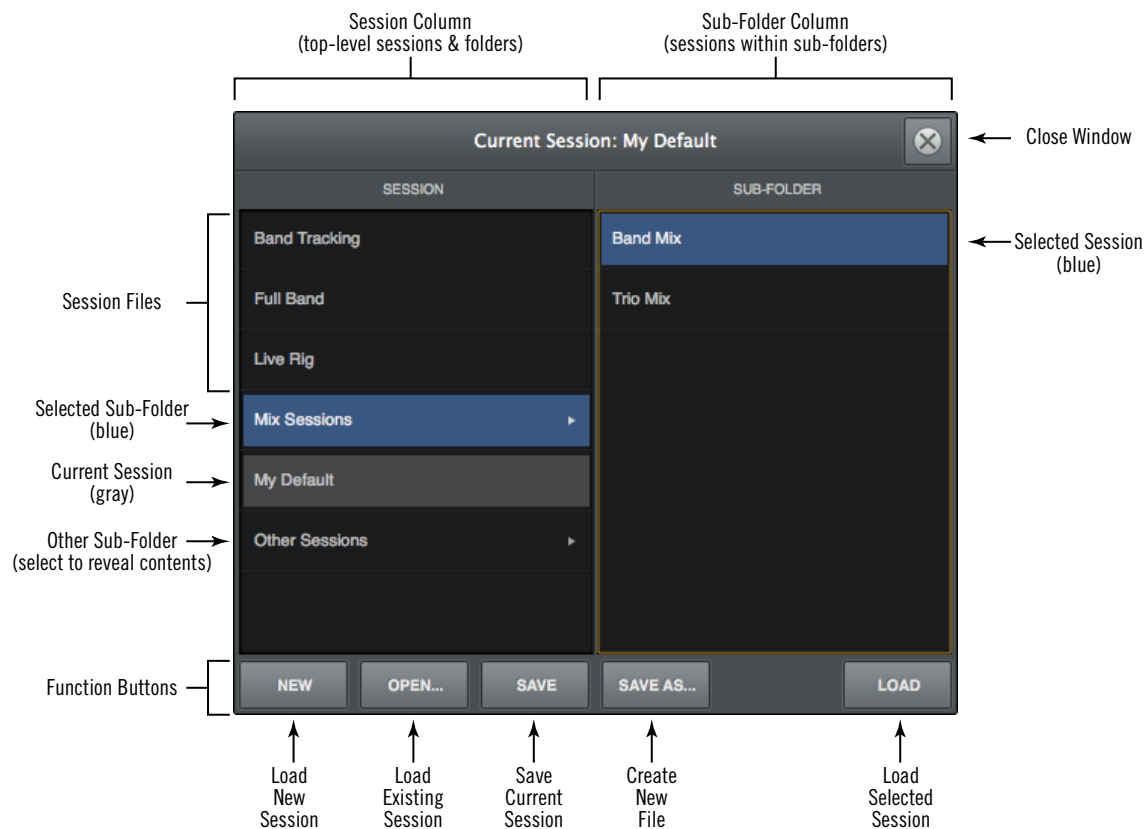 Session Column
(top-level sessions & folders)
Sub-Folder Column
(sessions within sub-folders)
Current Session: My Default
Close Window
SESSION
SUB-FOLDER
Band Tracking
Band Mix
Selected Session
(blue)
Session Files
Full Band
Trio Mix
Live Rig
Selected Sub-Folder
(blue)
Mix Sessions
Current Session
(gray)
My Default
Other Sub-Folder
(select to reveal contents)
Other Sessions
Function Buttons
NEW
OPEN...
SAVE
SAVE AS...
LOAD
Load
New
Session
Load
Existing
Session
Save
Current
Session
Create
New
File
Load
Selected
Session